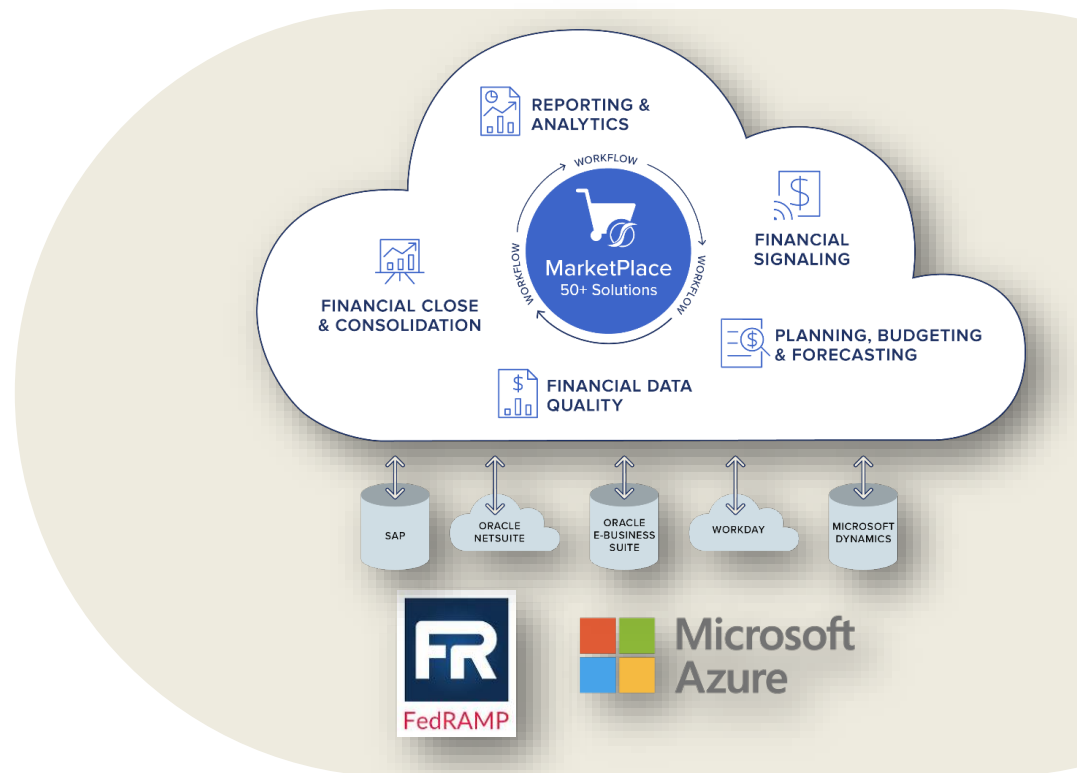 REPORTING &
ANALYTICS
WORKFLOW
MarketPlace
50+ Solutions
WORKFLOW
WORKFLOW
FINANCIAL
SIGNALING
FINANCIAL CLOSE
& CONSOLIDATION
PLANNING, BUDGETING
& FORECASTING
FINANCIAL DATA
QUALITY
SAP
ORACLE
NETSUITE
ORACLE
E-BUSINESS
SUITE
WORKDAY
MICROSOFT
DYNAMICS
FR
FedRAMP
Microsoft
Azure